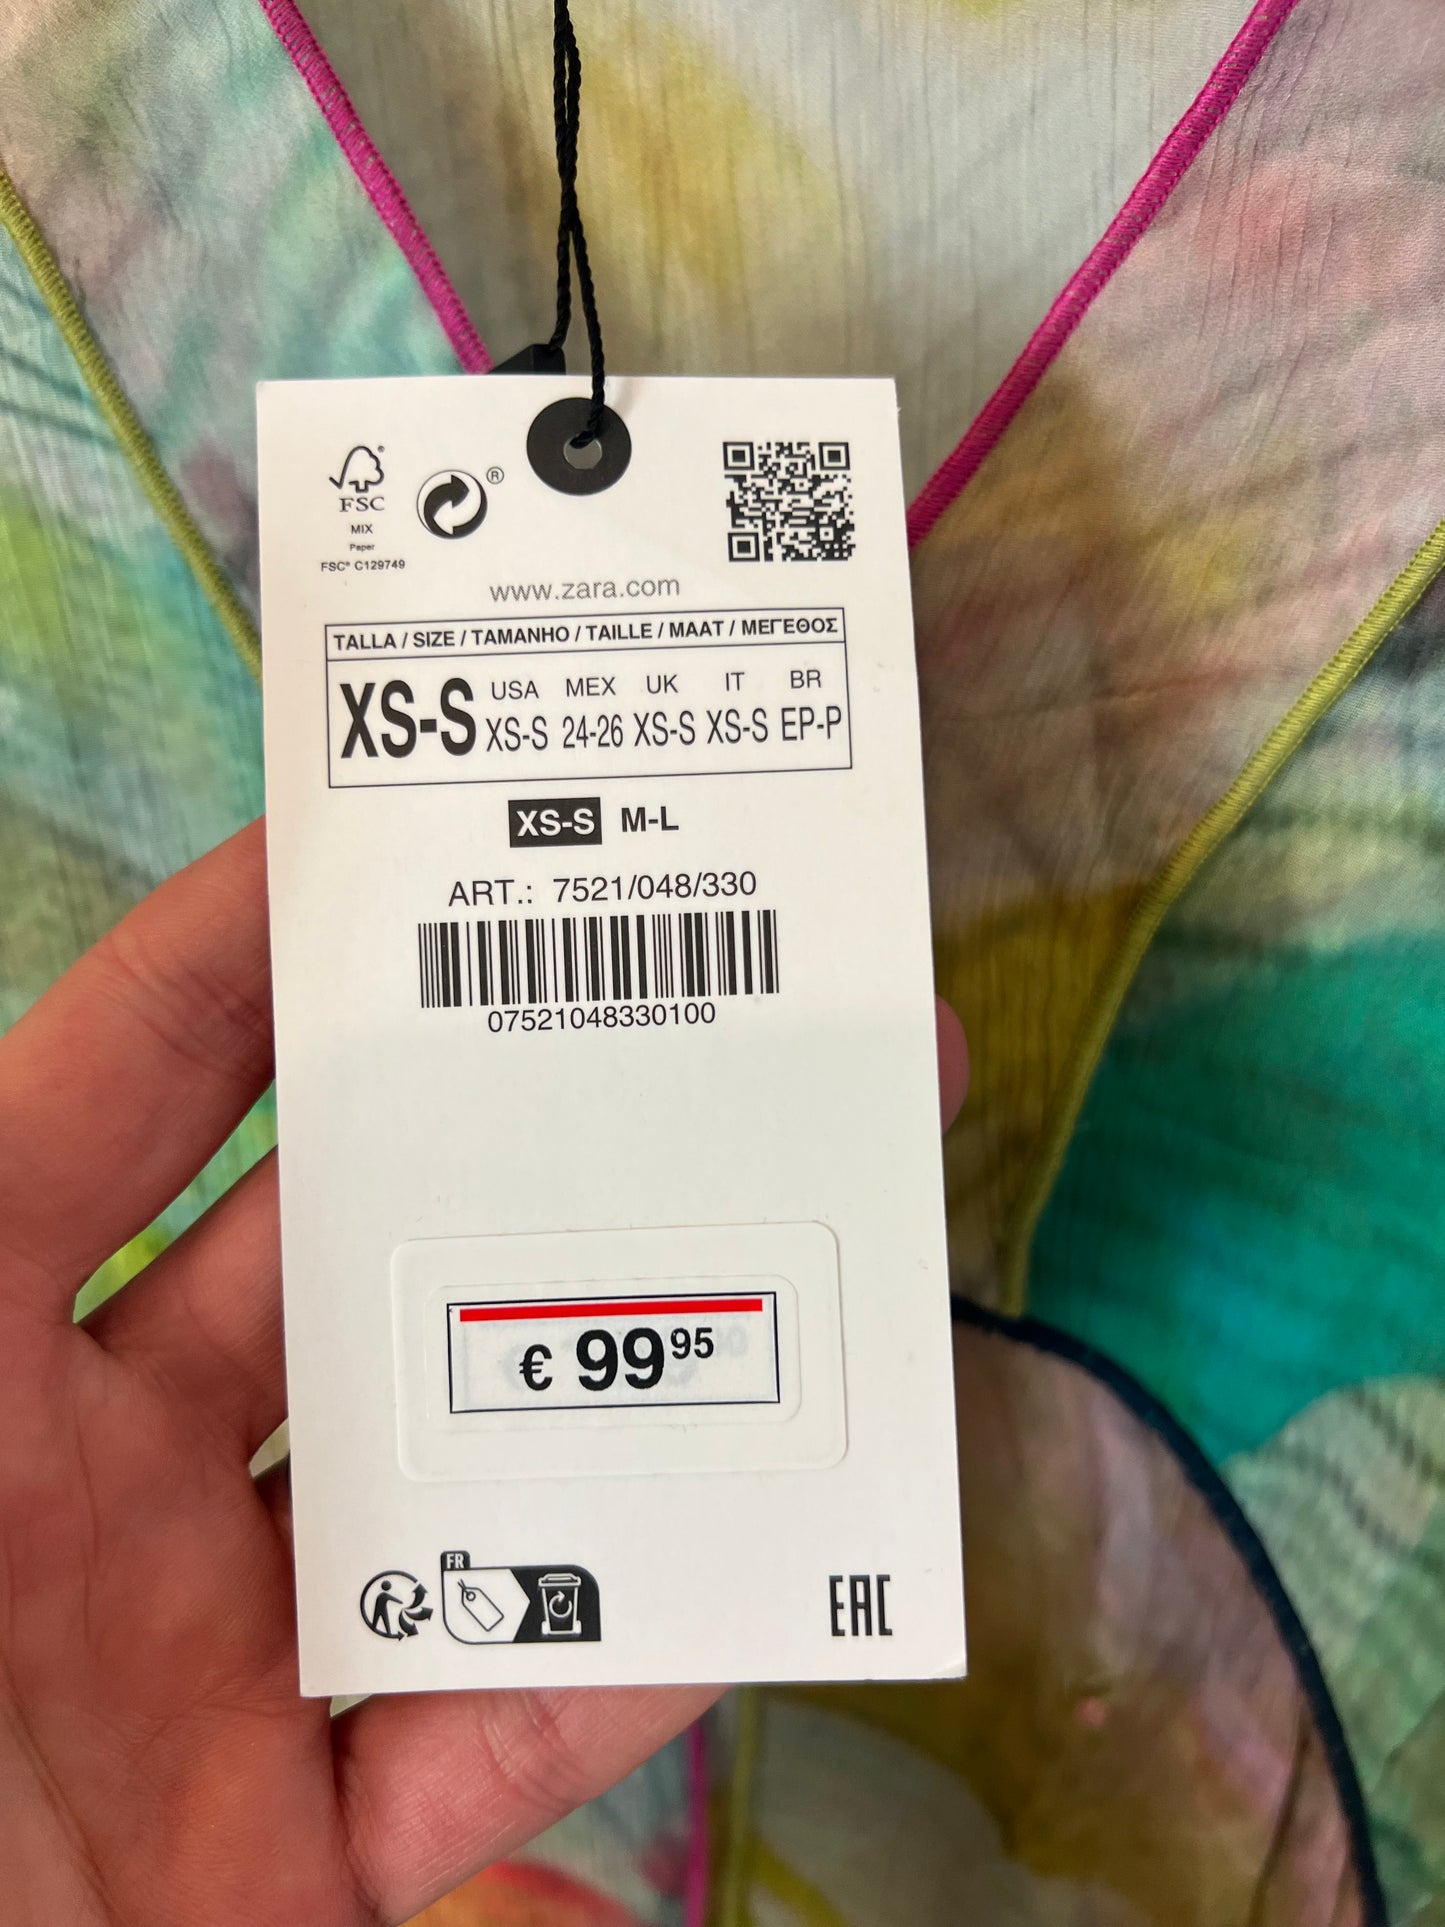 FSC®
MIX
Paper
FSC® C129749
®
www.zara.com
TALLA / SIZE / TAMANHO / TAILLE / MAAT / ΜΕΓΕΘΟΣ
XS-S USA MEX UK IT BR
XS-S 24-26 XS-S XS-S EP-P
XS-S M-L
ART.: 7521/048/330
07521048330100
€ 99 95
FR
EAC